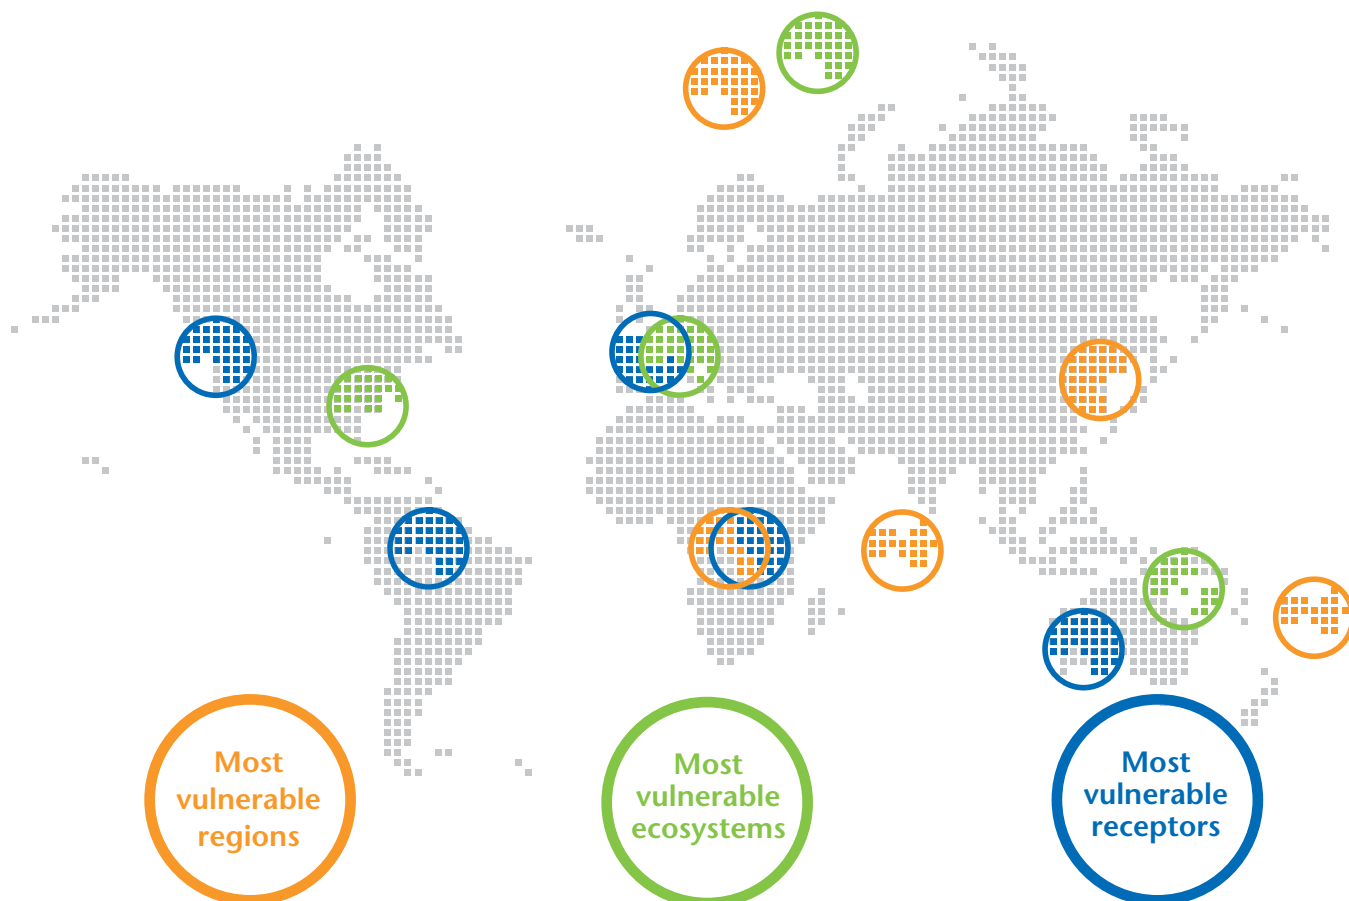 Most
vulnerable
regions
Most
vulnerable
ecosystems
Most
vulnerable
receptors